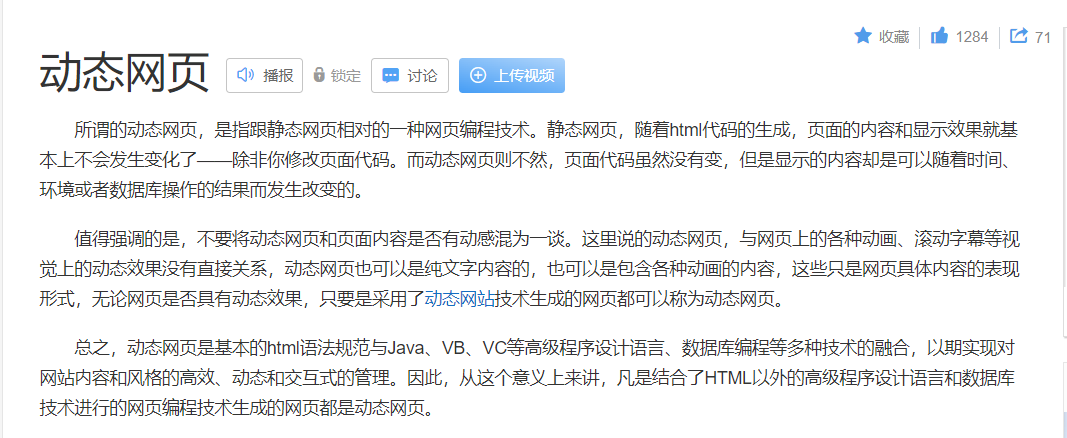 收藏 1284 71
动态网页 播报 锁定 讨论 上传视频
所谓的动态网页，是指跟静态网页相对的一种网页编程技术。静态网页，随着html代码的生成，页面的内容和显示效果就基
本上不会发生变化了——除非你修改页面代码。而动态网页则不然，页面代码虽然没有变，但是显示的内容却是可以随着时间、
环境或者数据库操作的结果而发生改变的。
值得强调的是，不要将动态网页和页面内容是否有动感混为一谈。这里说的动态网页，与网页上的各种动画、滚动字幕等视
觉上的动态效果没有直接关系，动态网页也可以是纯文字内容的，也可以是包含各种动画的内容，这些只是网页具体内容的表现
形式，无论网页是否具有动态效果，只要是采用了动态网站技术生成的网页都可以称为动态网页。
总之，动态网页是基本的html语法规范与Java、VB、VC等高级程序设计语言、数据库编程等多种技术的融合，以期实现对
网站内容和风格的高效、动态和交互式的管理。因此，从这个意义上来讲，凡是结合了HTML以外的高级程序设计语言和数据库
技术进行的网页编程技术生成的网页都是动态网页。